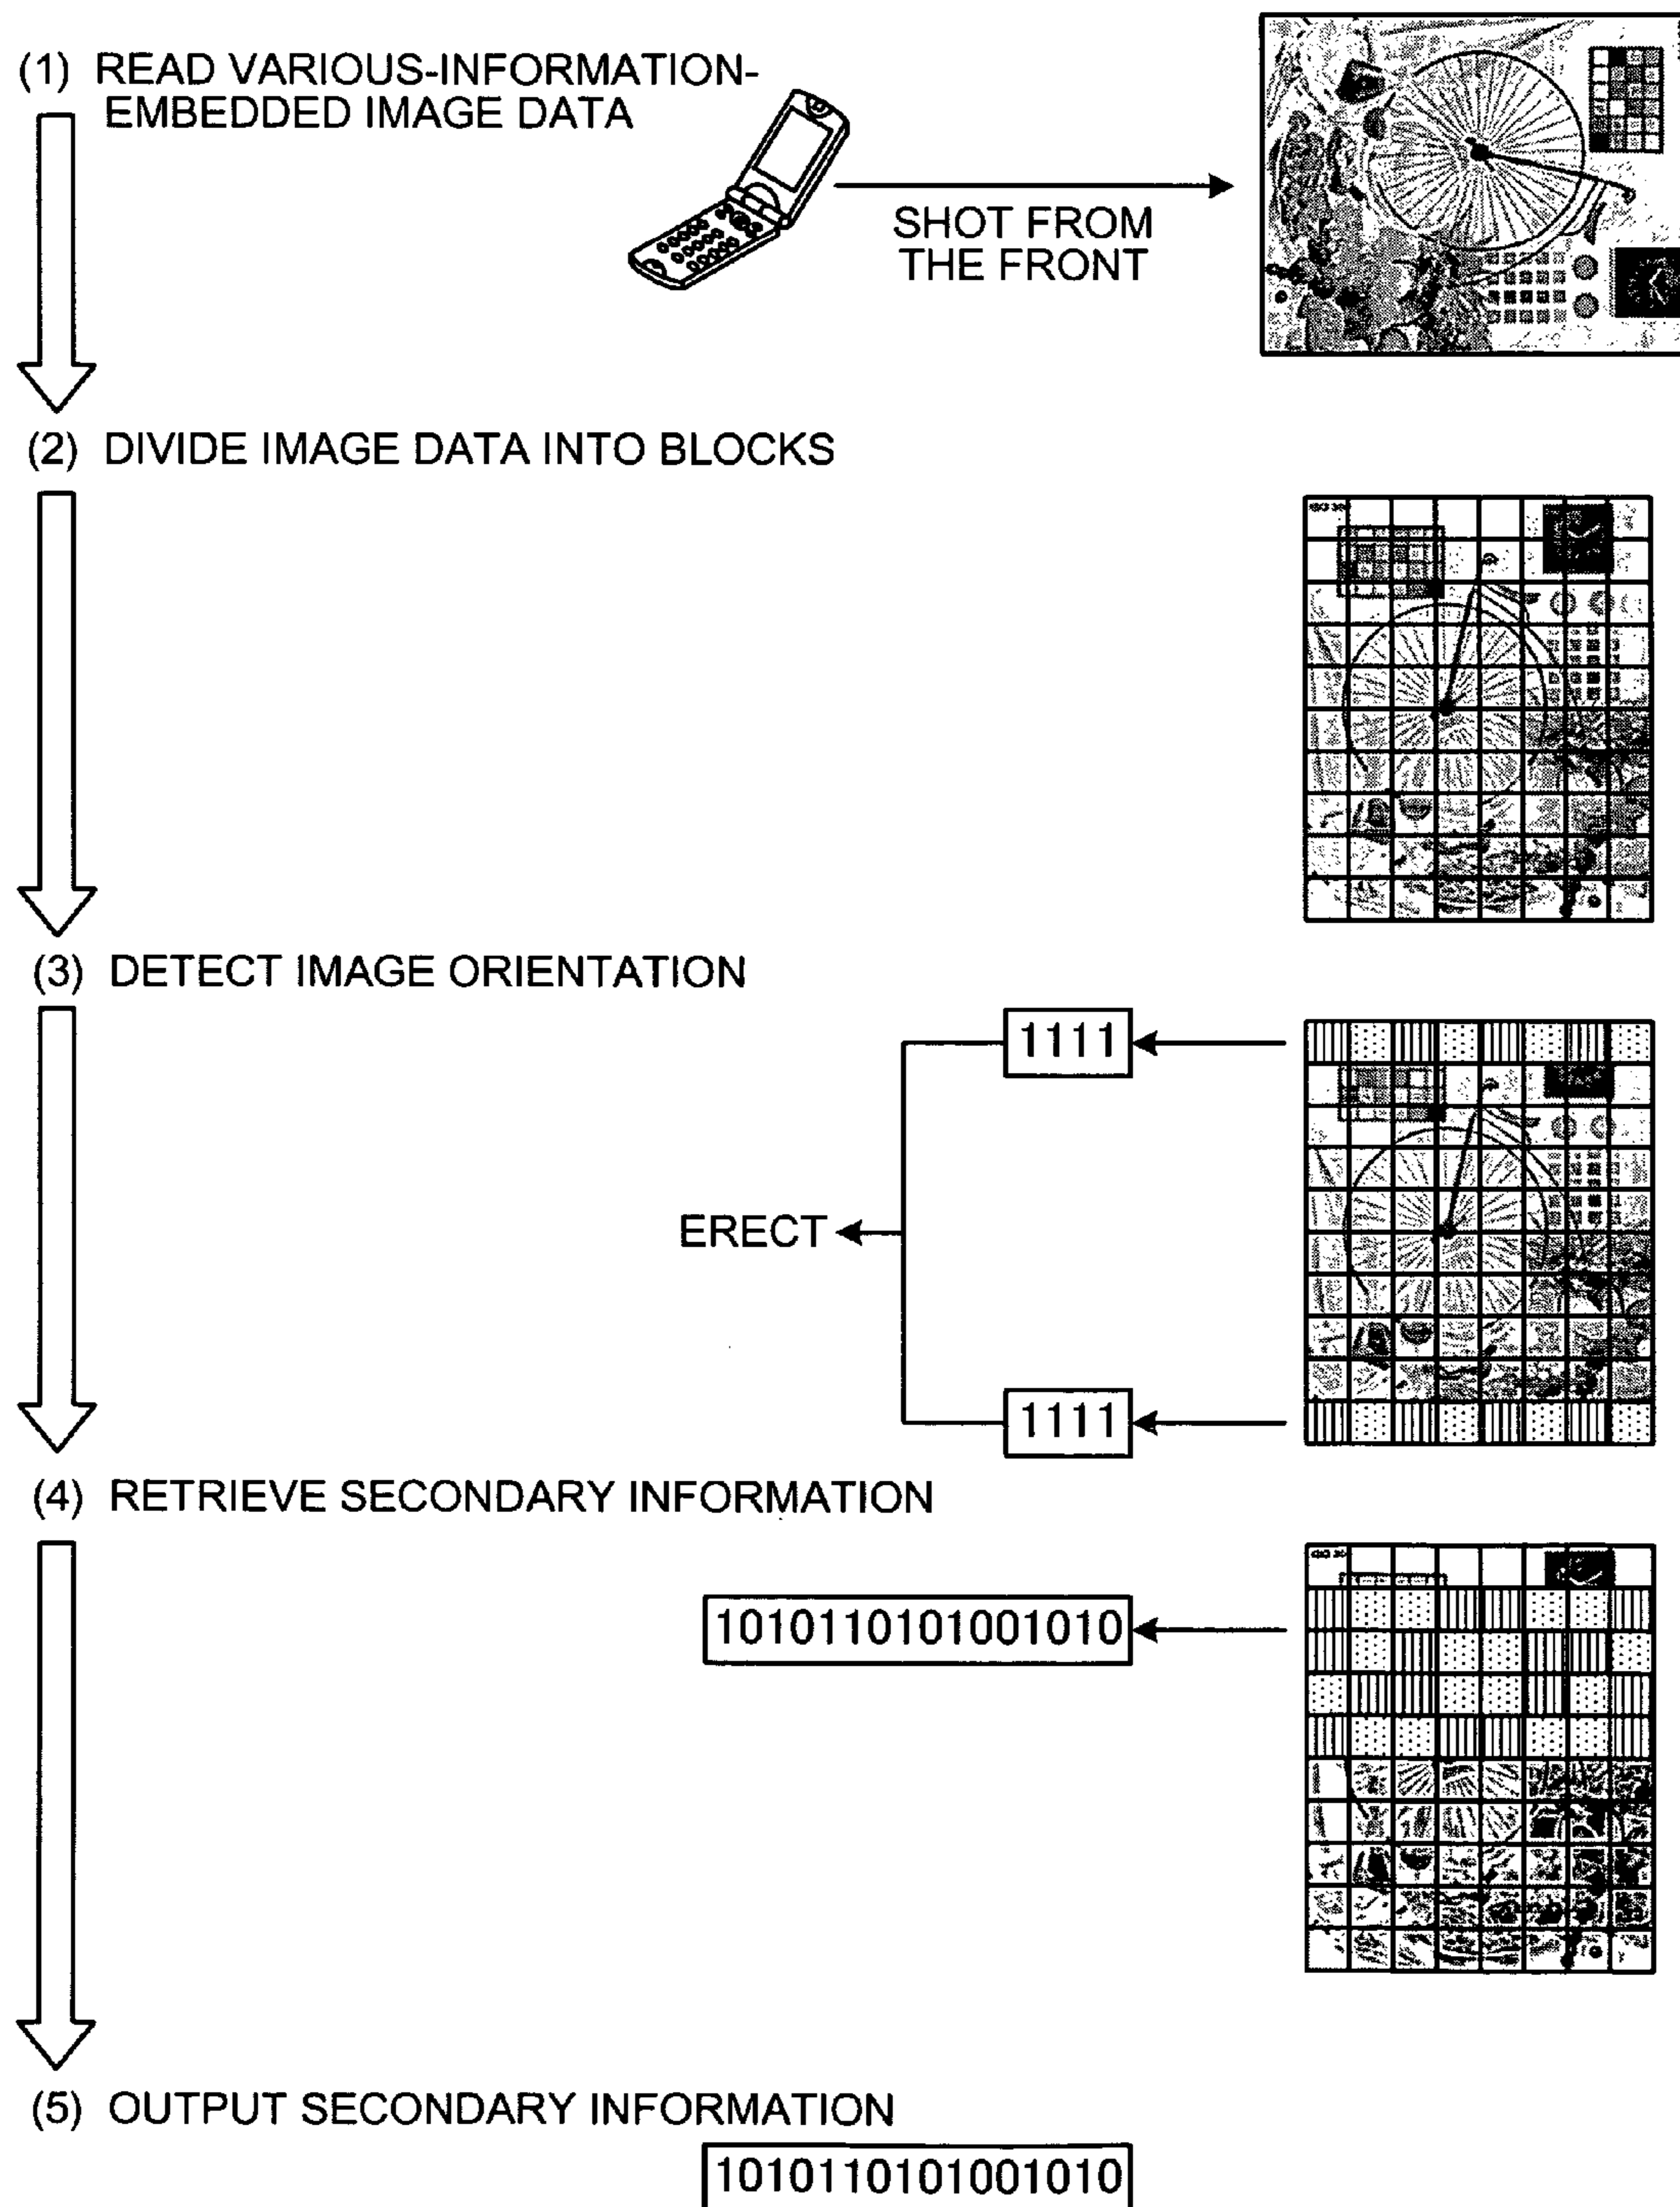 (1) READ VARIOUS-INFORMATION-
EMBEDDED IMAGE DATA
SHOT FROM
THE FRONT
(2) DIVIDE IMAGE DATA INTO BLOCKS
(3) DETECT IMAGE ORIENTATION
1111
ERECT
1111
(4) RETRIEVE SECONDARY INFORMATION
1010110101001010
(5) OUTPUT SECONDARY INFORMATION
1010110101001010